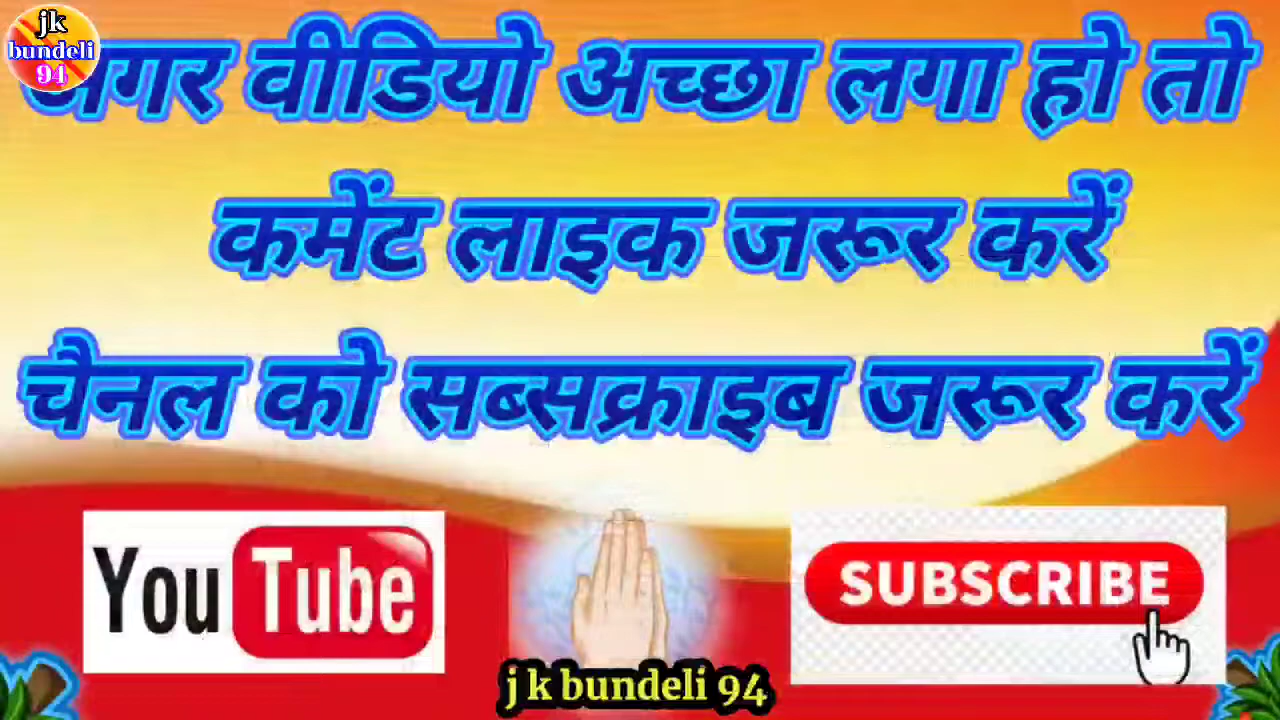 jk
bundeli
94
अगर वीडियो अच्छा लगा हो तो
कमेंट लाइक जरूर करें
चैनल को सब्सक्राइब जरूर करें
YouTube
SUBSCRIBE
j k bundeli 94